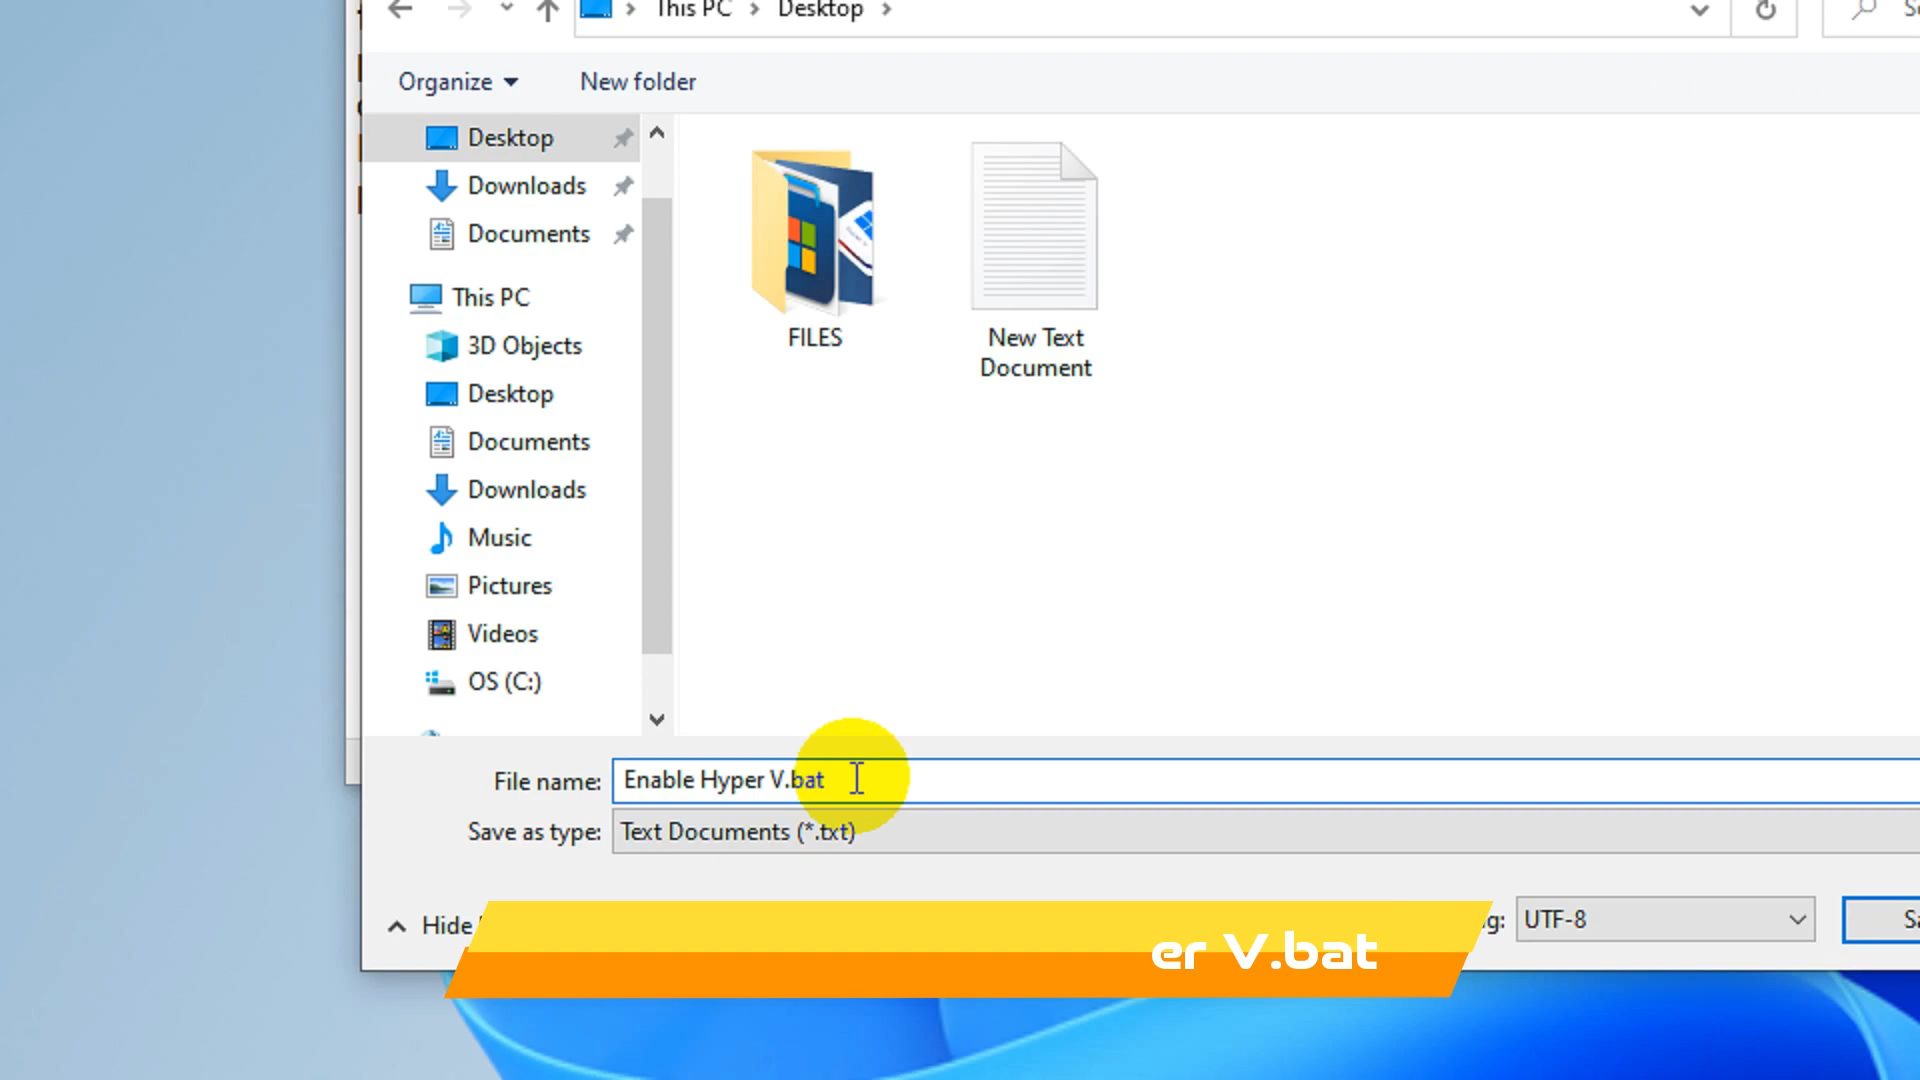 This PC > Desktop >
Organize
New folder
Desktop
Downloads
Documents
This PC
3D Objects
Desktop
Documents
Downloads
Music
Pictures
Videos
OS (C:)
FILES
New Text
Document
File name: Enable Hyper V.bat
Save as type: Text Documents (*.txt)
Hide
g: UTF-8
er V.bat